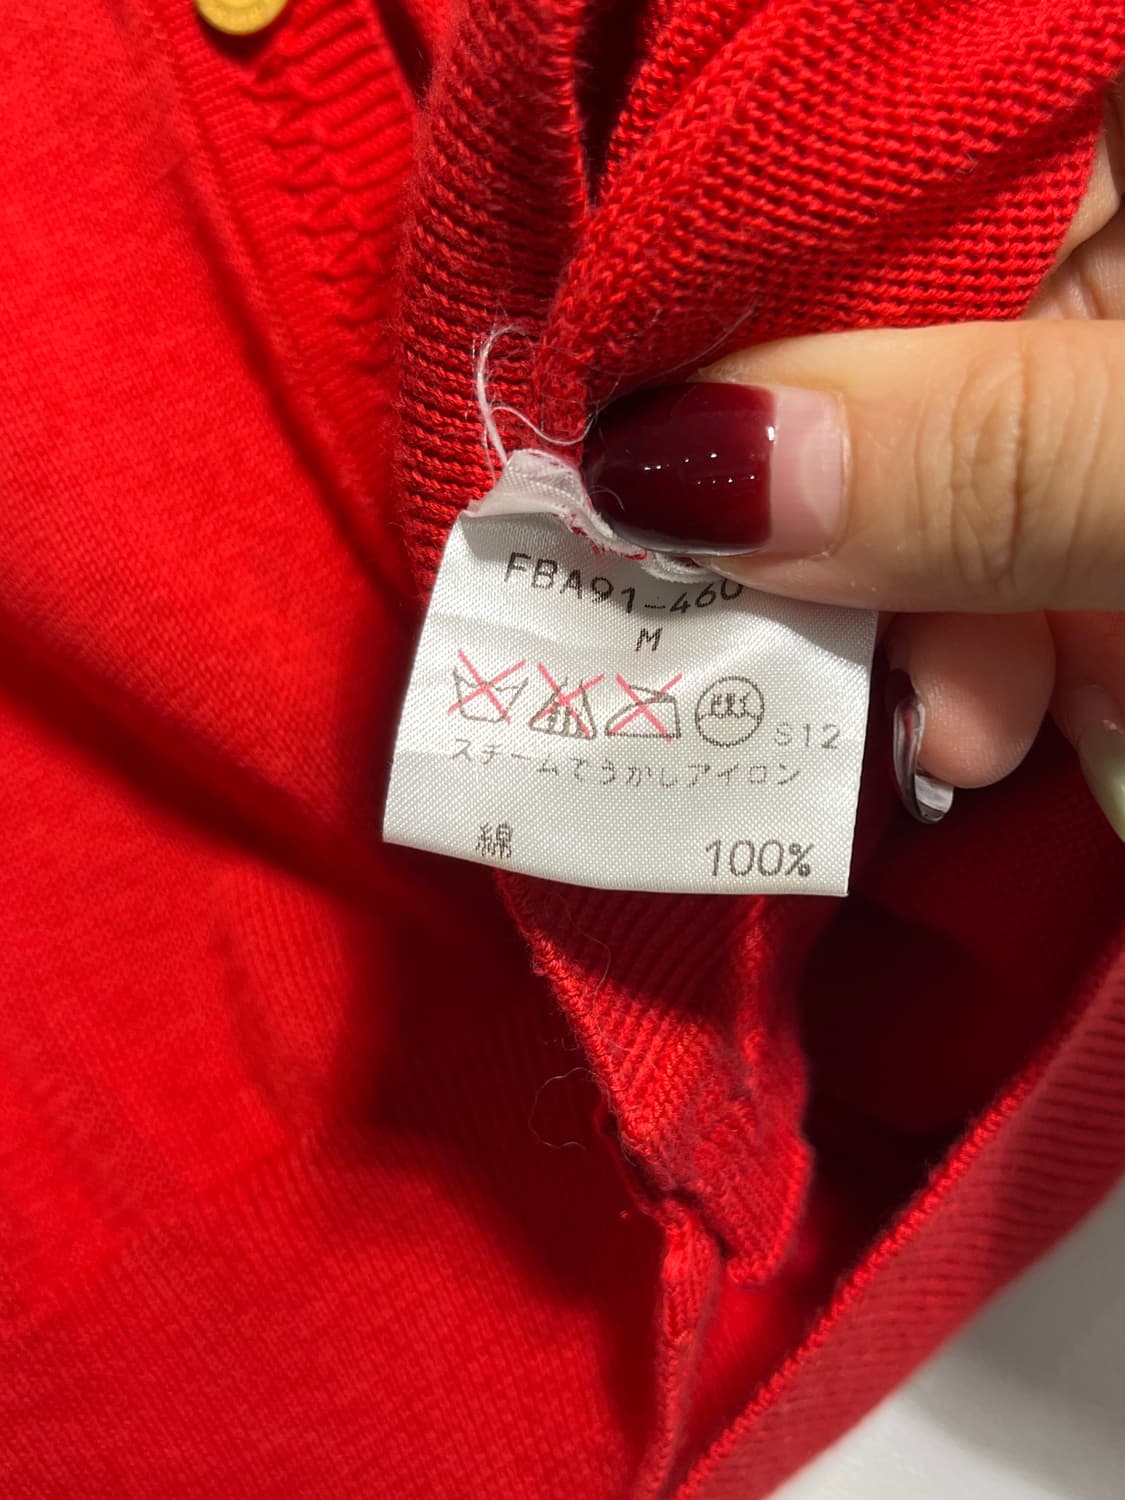 FBA91-460
M
S12
スチームでうかしアイロン
綿 100%